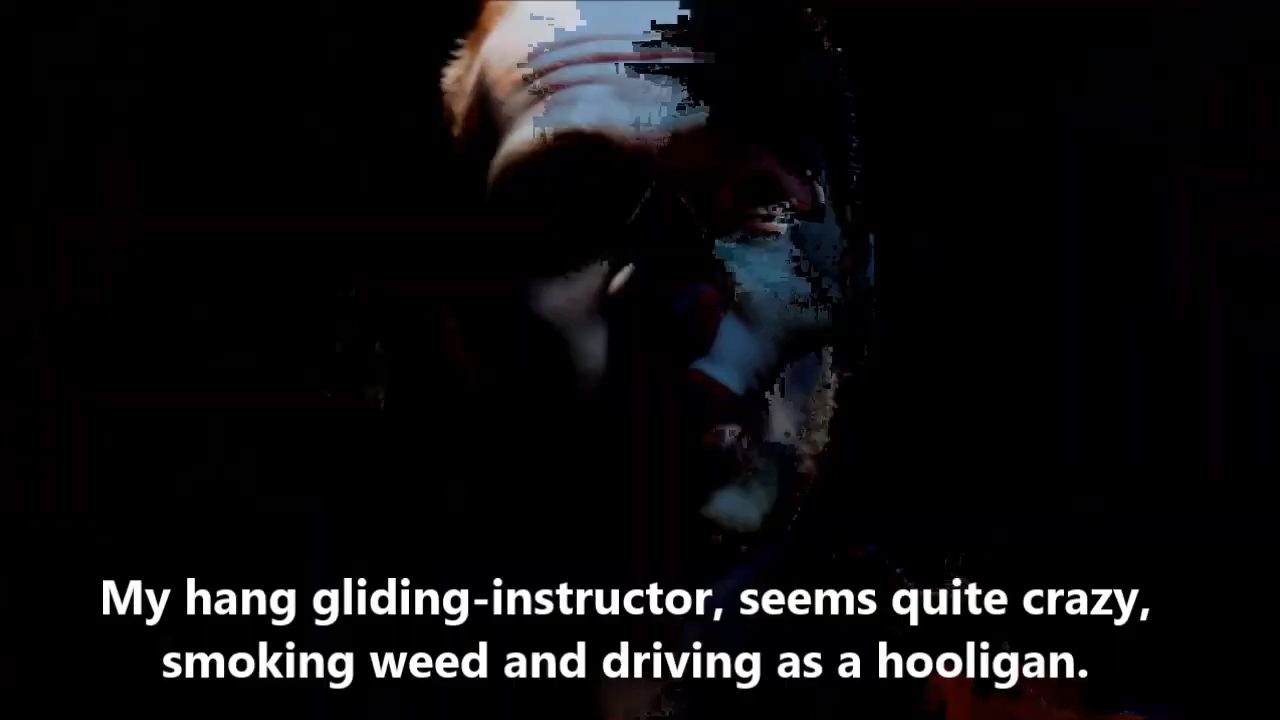 My hang gliding-instructor, seems quite crazy,
smoking weed and driving as a hooligan.